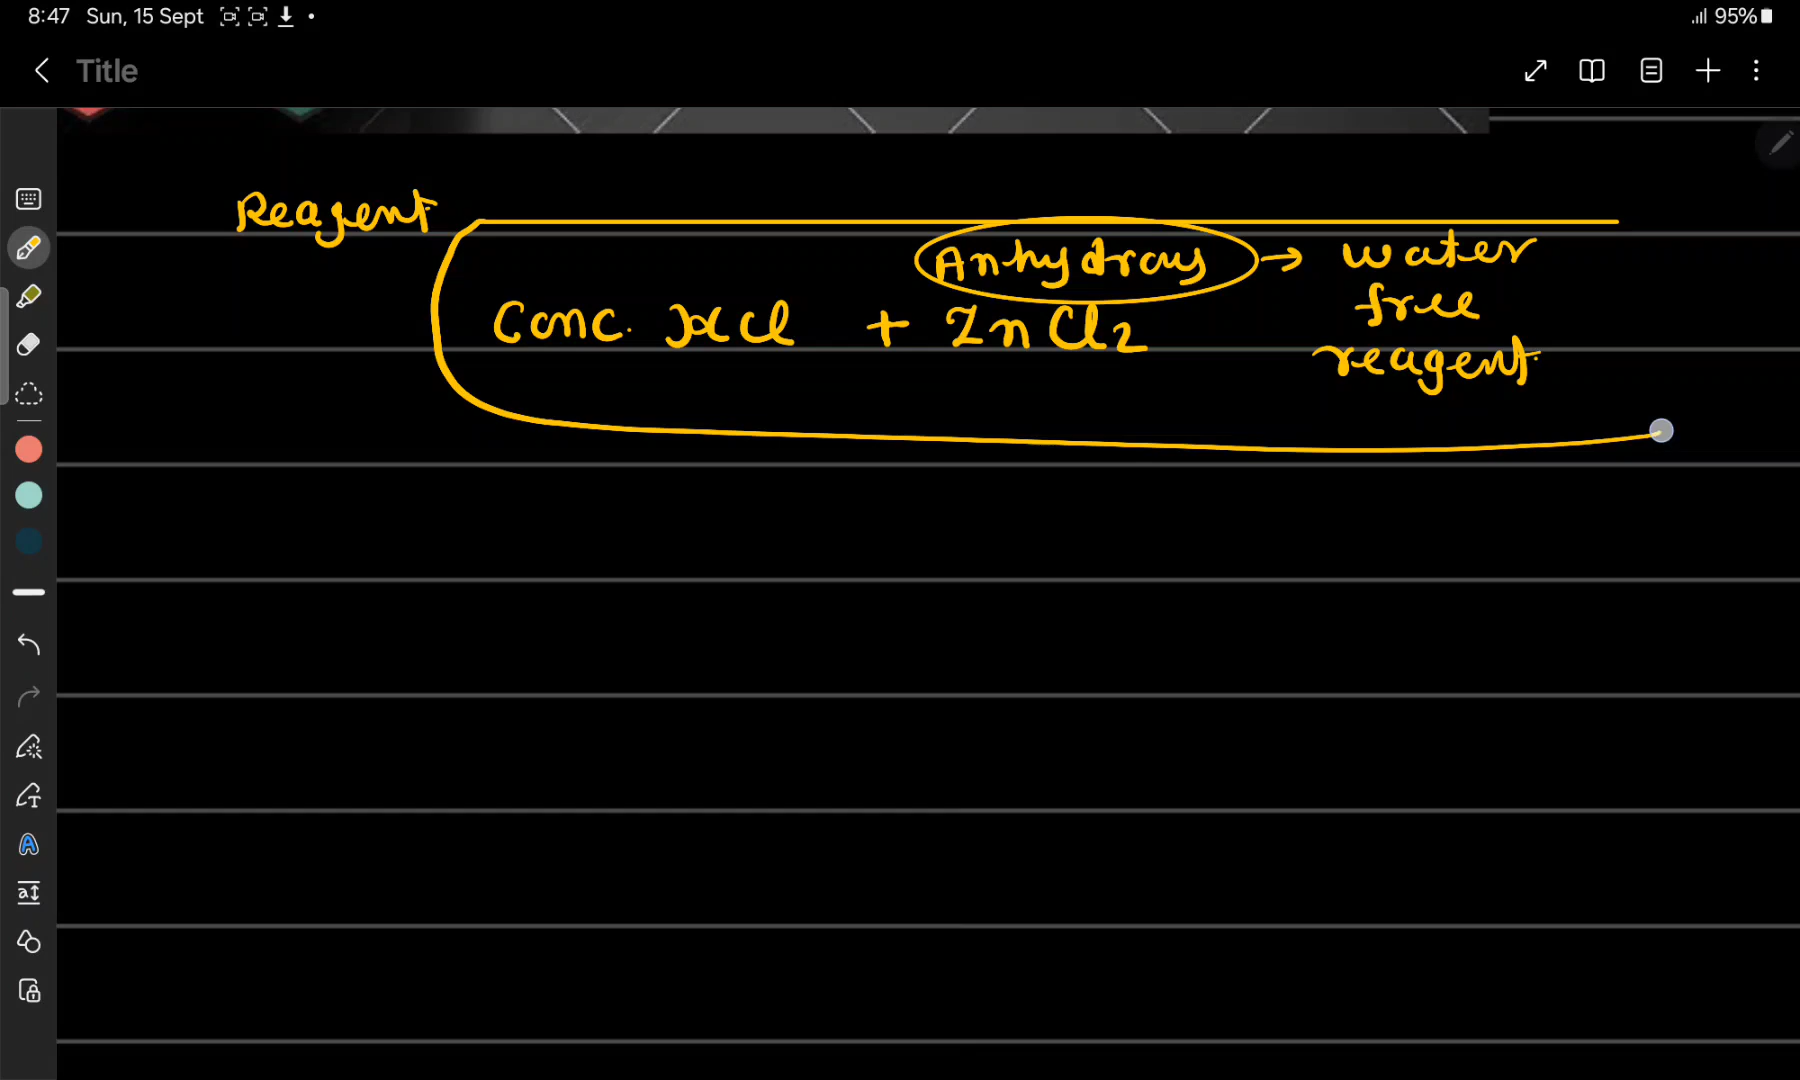 8:47 Sun, 15 Sept
95%
Title
Reagent
Anhydrous → water
free
Conc. HCl + ZnCl2
reagent.